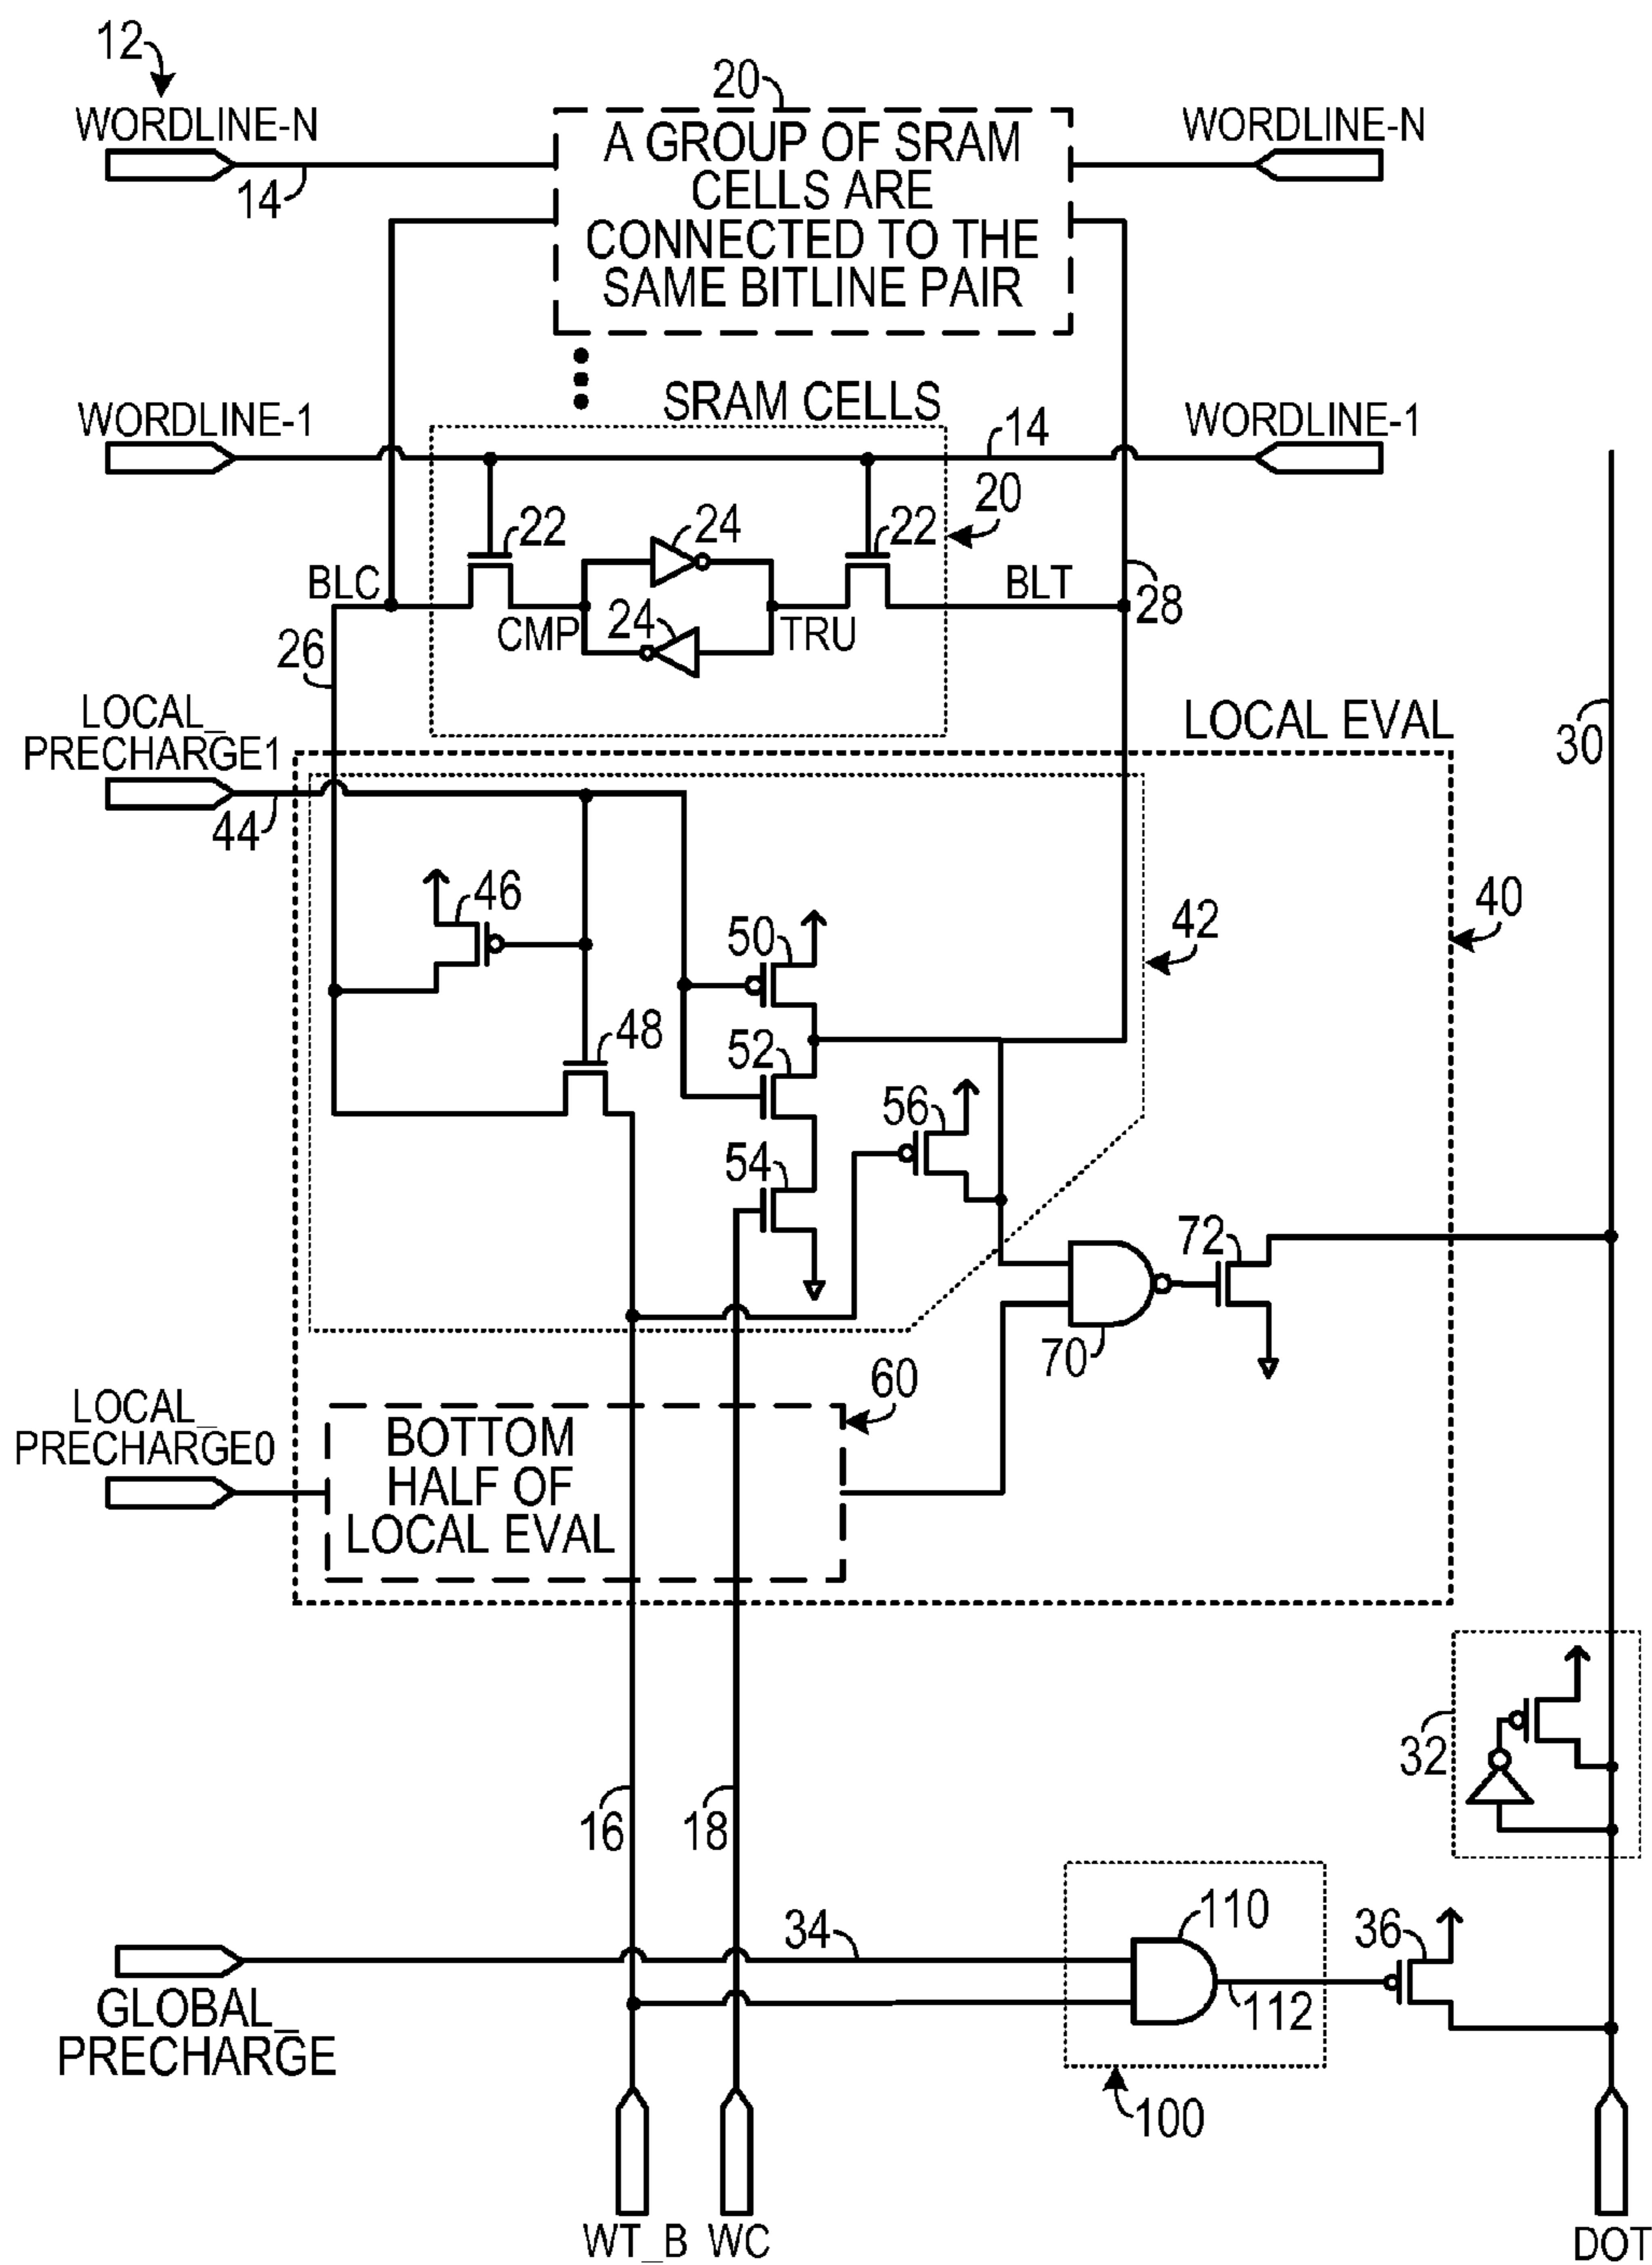 12
WORDLINE-N
14
20
A GROUP OF SRAM
CELLS ARE
CONNECTED TO THE
SAME BITLINE PAIR
WORDLINE-N
SRAM CELLS
WORDLINE-1
14
WORDLINE-1
20
22
24
22
BLC
BLT
28
CMP
24
TRU
26
LOCAL_
PRECHARGE1
44
LOCAL EVAL
30
46
50
42
40
48
52
56
54
72
70
LOCAL_
PRECHARGE0
60
BOTTOM
HALF OF
LOCAL EVAL
32
16
18
34
110
36
GLOBAL_
PRECHARGE
112
100
WT_B
WC
DOT